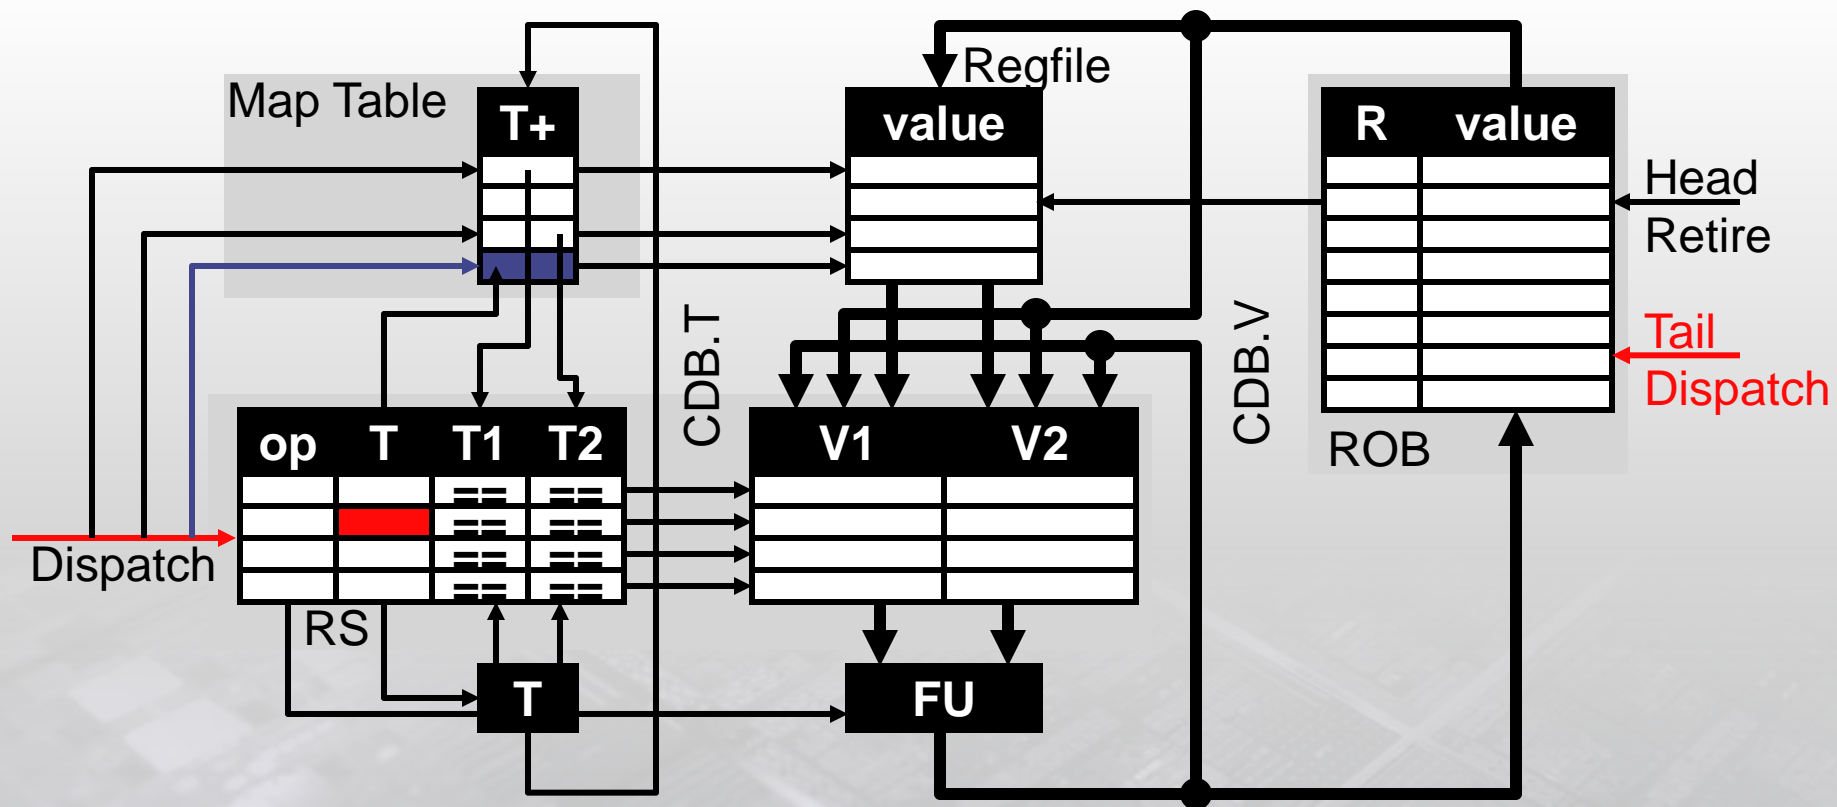 Regfile
Map Table
T+
value
R value
Head
Retire
CDB.T
CDB.V
Tail
Dispatch
op T T1 T2
V1 V2
ROB
== ==
== ==
== ==
== ==
Dispatch
RS
T
FU